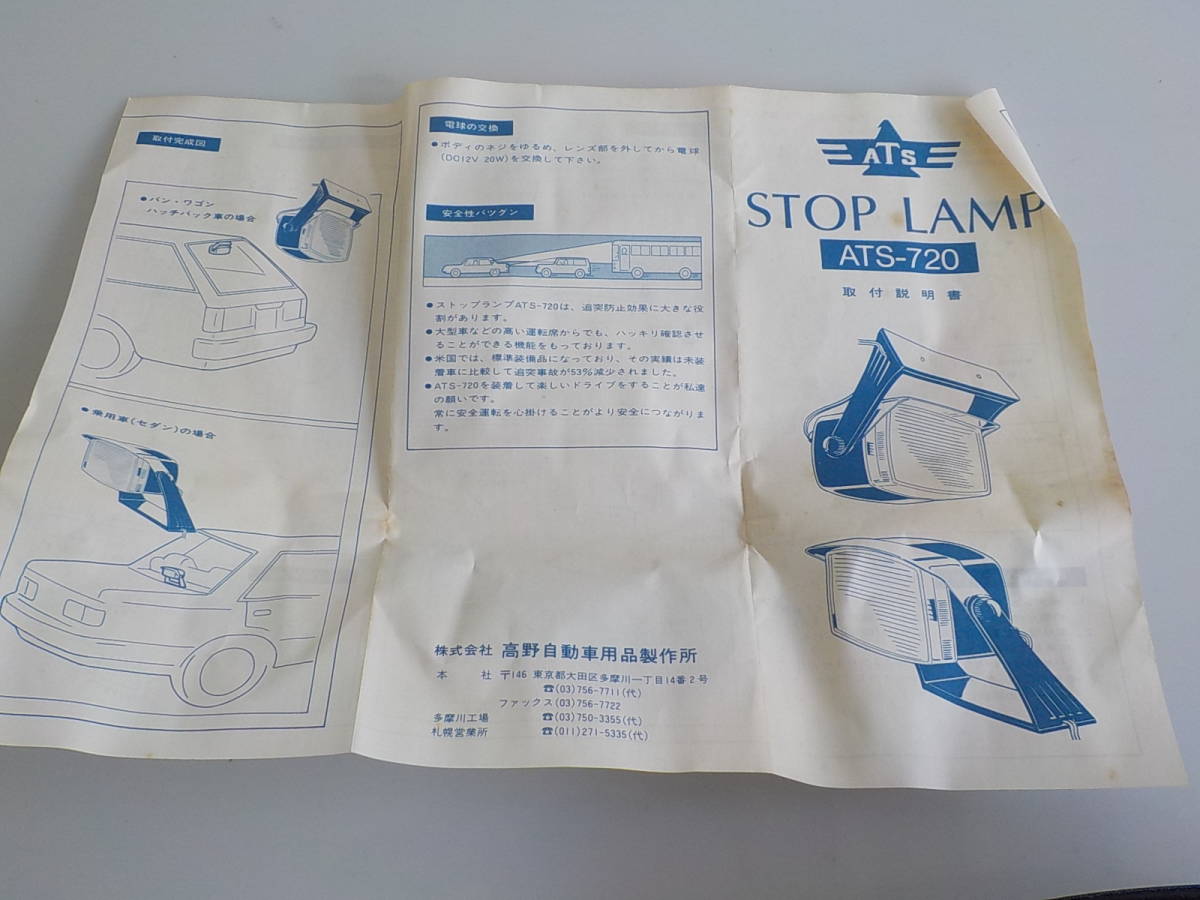 取付完成図
●バン・ワゴン
ハッチバック車の場合
●乗用車(セダン)の場合
電球の交換
●ボディのネジをゆるめ、レンズ部を外してから電球
(DC12V 20W)を交換して下さい。
安全性バツグン
●ストップランプATS-720は、追突防止効果に大きな役
割があります。
●大型車などの高い運転席からでも、ハッキリ確認させ
ることができる機能をもっております。
●米国では、標準装備品になっており、その実績は未装
着車に比較して追突事故が53%減少されました。
●ATS-720を装着して楽しいドライブをすることが私達
の願いです。
常に安全運転を心掛けることがより安全につながりま
す。
株式会社 高野自動車用品製作所
本社 〒146 東京都大田区多摩川一丁目14番2号
☎(03)756-7711(代)
ファックス(03)756-7722
多摩川工場 ☎(03)750-3355(代)
札幌営業所 ☎(011)271-5335(代)
ATS
STOP LAMP
ATS-720
取付説明書